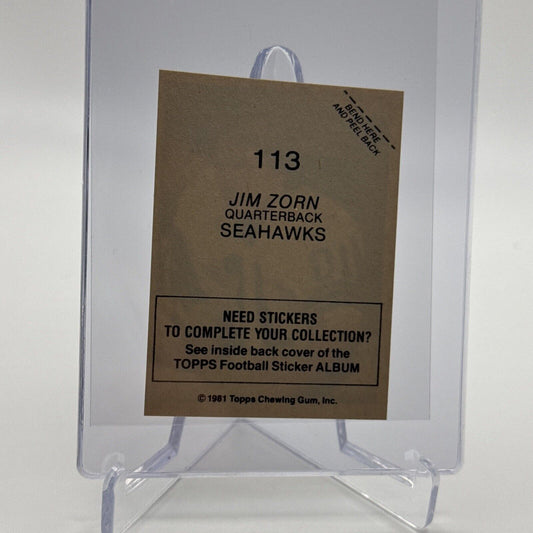 BEND HERE
AND PEEL BACK
113
JIM ZORN
QUARTERBACK
SEAHAWKS
NEED STICKERS
TO COMPLETE YOUR COLLECTION?
See inside back cover of the
TOPPS Football Sticker ALBUM
© 1981 Topps Chewing Gum, Inc.